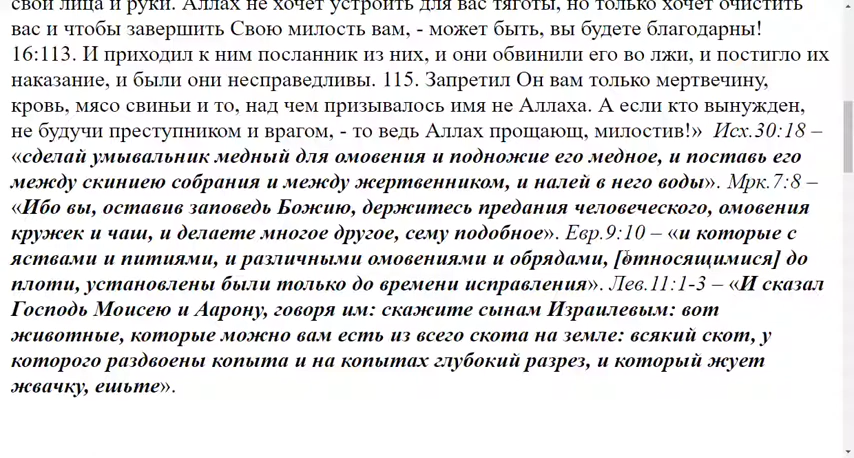 свои лица и руки. Аллах не хочет устроить для вас тяготы, но только хочет очистить
вас и чтобы завершить Свою милость вам, - может быть, вы будете благодарны!
16:113. И приходил к ним посланник из них, и они обвинили его во лжи, и постигло их
наказание, и были они несправедливы. 115. Запретил Он вам только мертвечину,
кровь, мясо свиньи и то, над чем призывалось имя не Аллаха. А если кто вынужден,
не будучи преступником и врагом, - то ведь Аллах прощающ, милостив!» Исх.30:18 –
«сделай умывальник медный для омовения и подножие его медное, и поставь его
между скиниею собрания и между жертвенником, и налей в него воды». Мрк.7:8 –
«Ибо вы, оставив заповедь Божию, держитесь предания человеческого, омовения
кружек и чаш, и делаете многое другое, сему подобное». Евр.9:10 – «и которые с
яствами и питиями, и различными омовениями и обрядами, [относящимися] до
плоти, установлены были только до времени исправления». Лев.11:1-3 – «И сказал
Господь Моисею и Аарону, говоря им: скажите сынам Израилевым: вот
животные, которые можно вам есть из всего скота на земле: всякий скот, у
которого раздвоены копыта и на копытах глубокий разрез, и который жует
жвачку, ешьте».